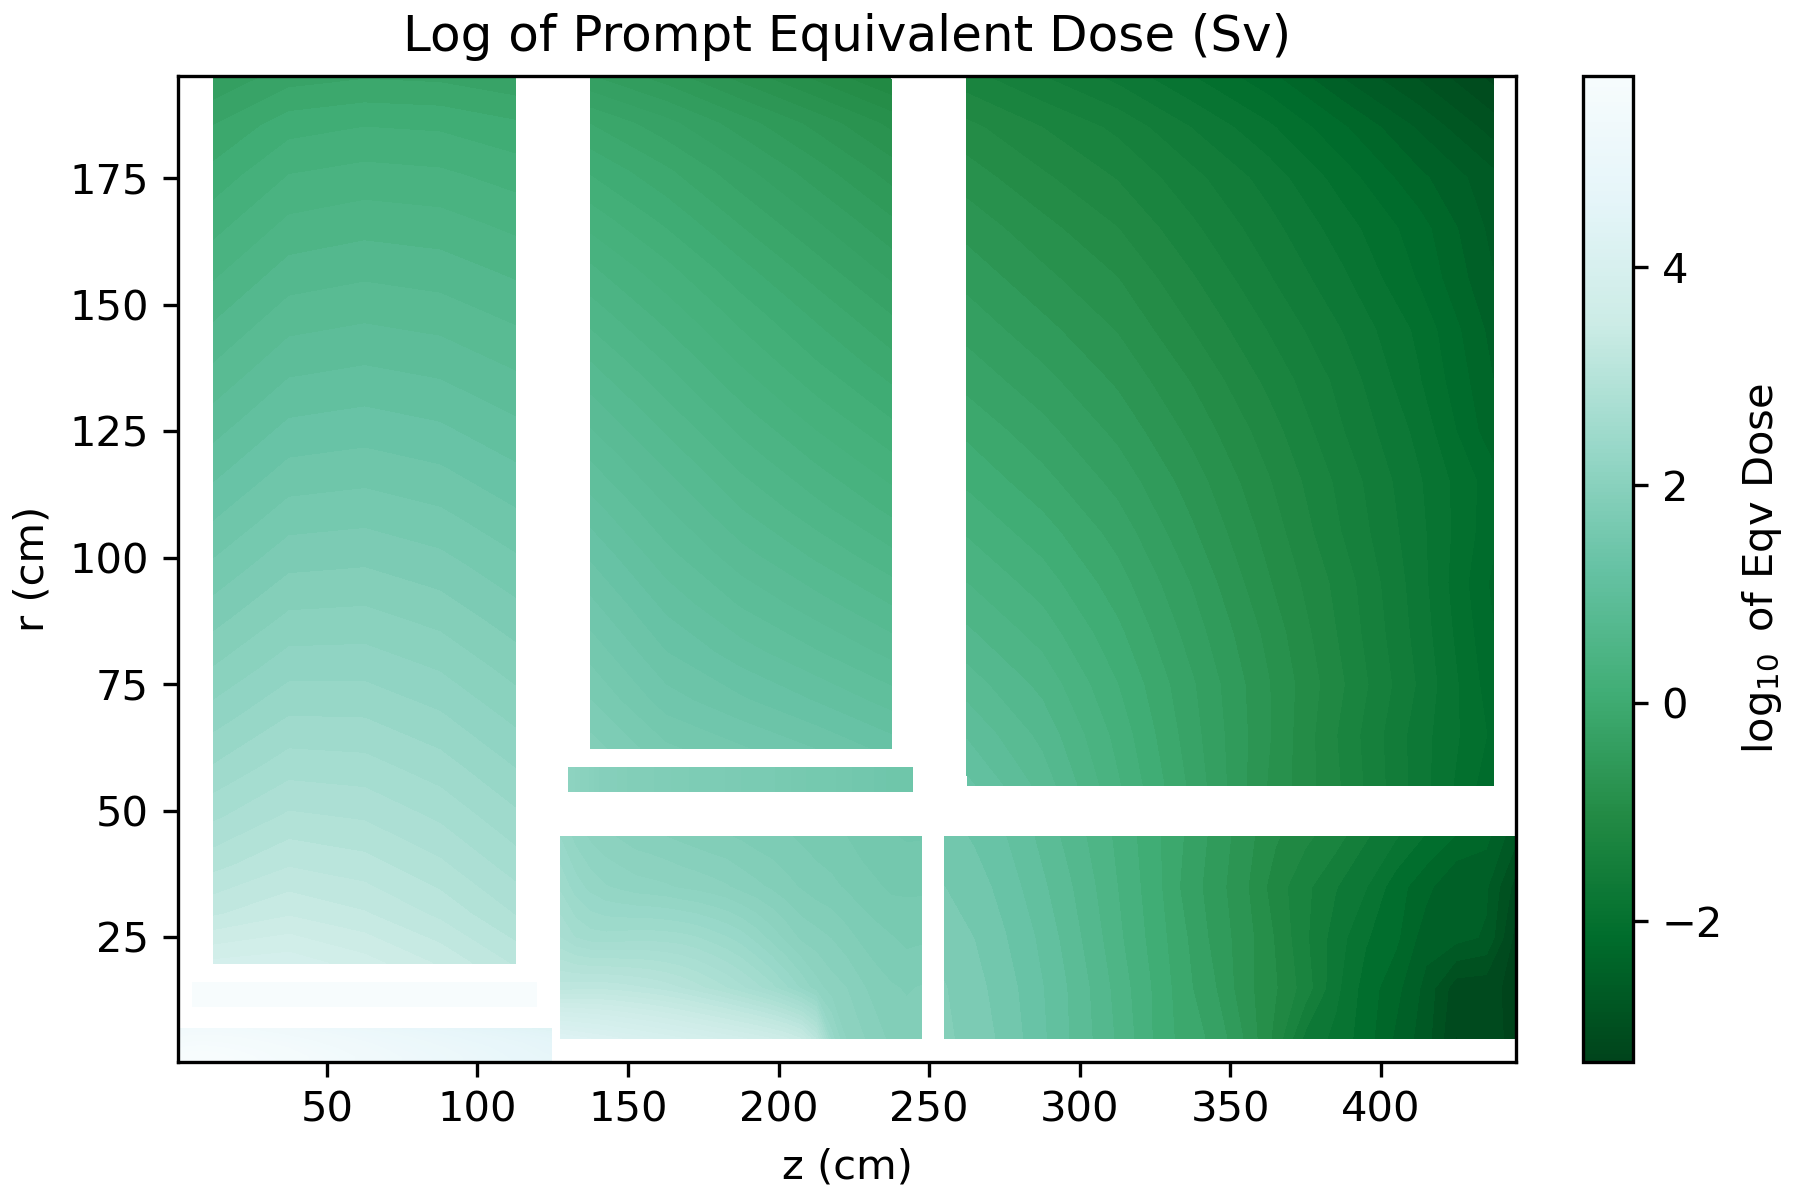 Log of Prompt Equivalent Dose (Sv)
r (cm)
175
150
125
100
75
50
25
50 100 150 200 250 300 350 400
z (cm)
4
2
0
−2
log₁₀ of Eqv Dose